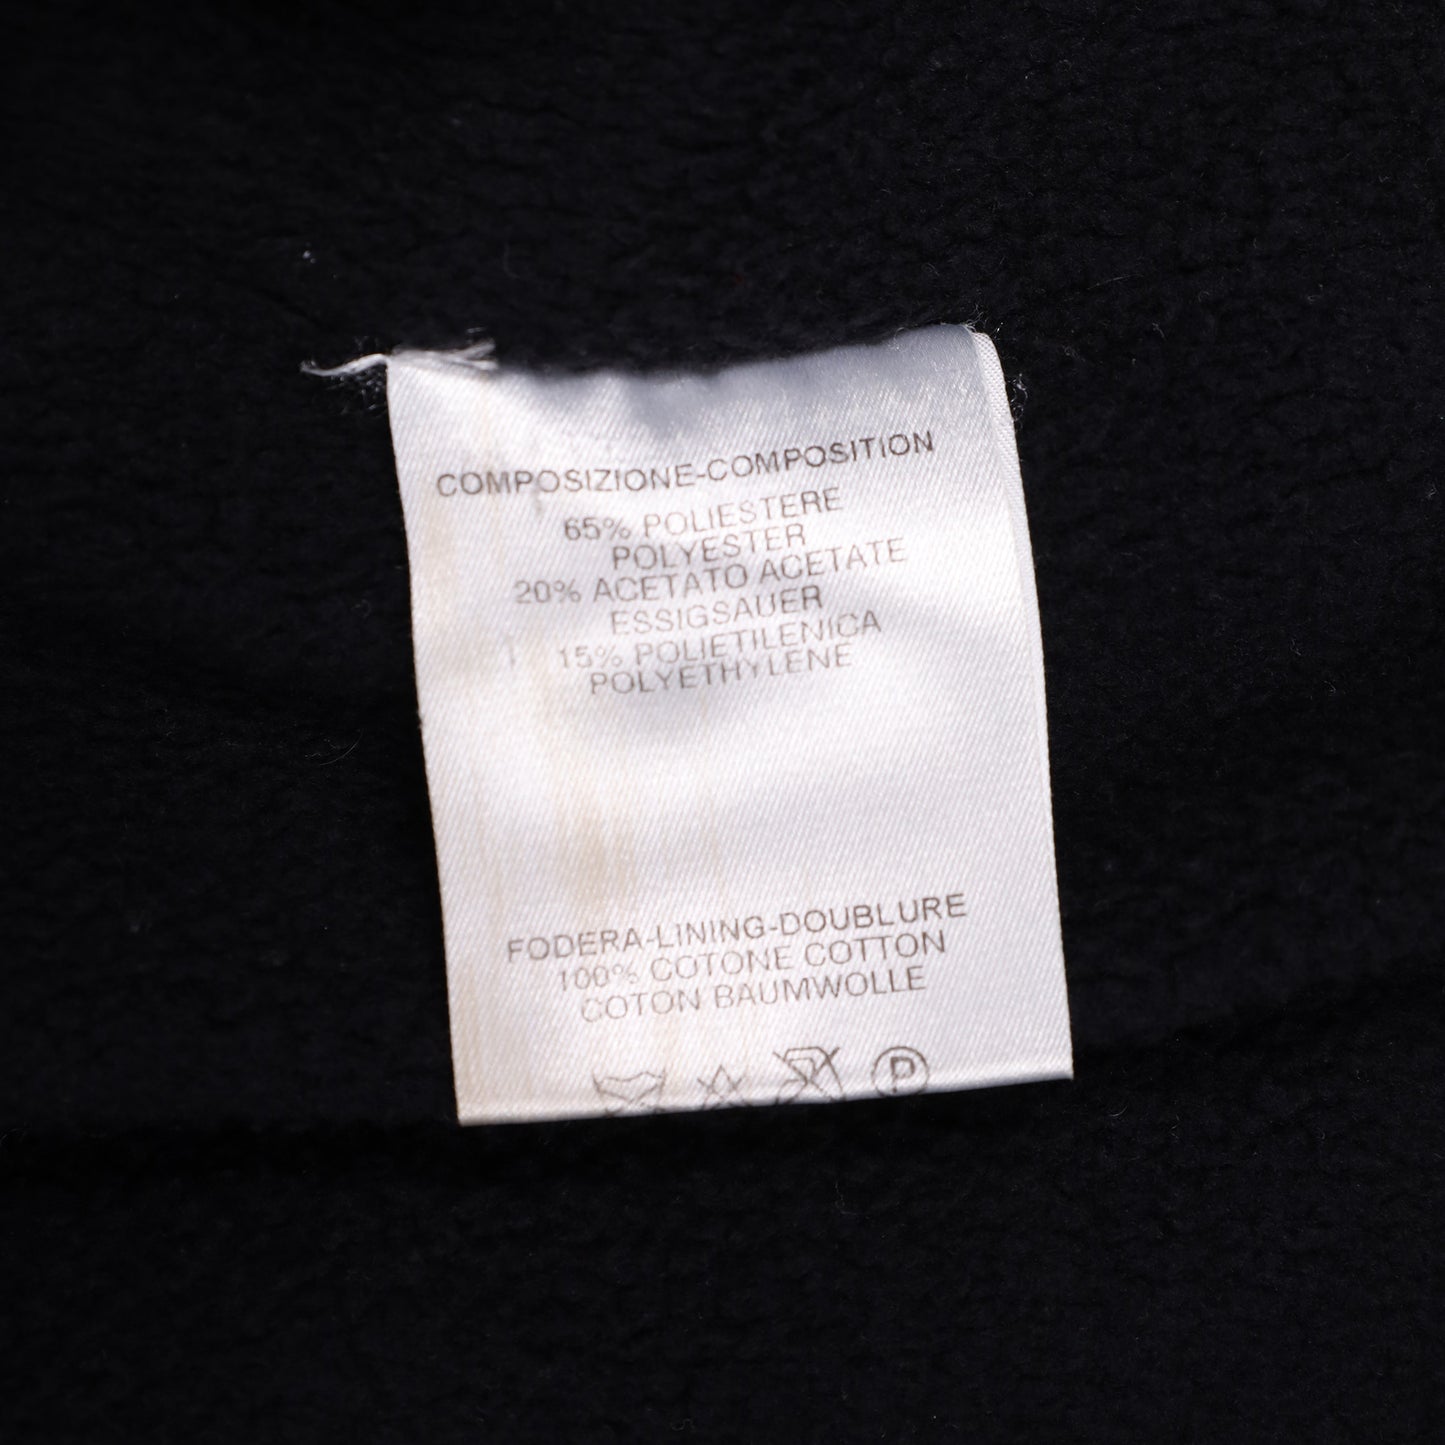 COMPOSIZIONE-COMPOSITION
65% POLIESTERE
POLYESTER
20% ACETATO ACETATE
ESSIGSAUER
15% POLIETILENICA
POLYETHYLENE
FODERA-LINING-DOUBLURE
100% COTONE COTTON
COTON BAUMWOLLE
P